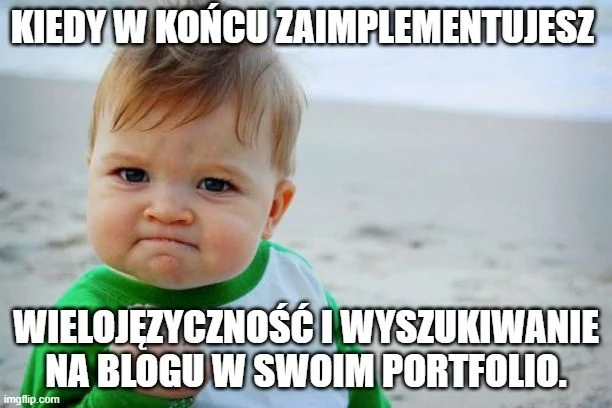 KIEDY W KOŃCU ZAIMPLEMENTUJESZ
WIELOJĘZYCZNOŚĆ I WYSZUKIWANIE
NA BLOGU W SWOIM PORTFOLIO.
imgflip.com